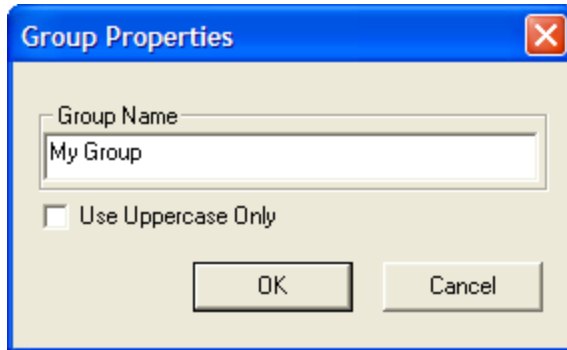 Group Properties
Group Name
My Group
Use Uppercase Only
OK Cancel